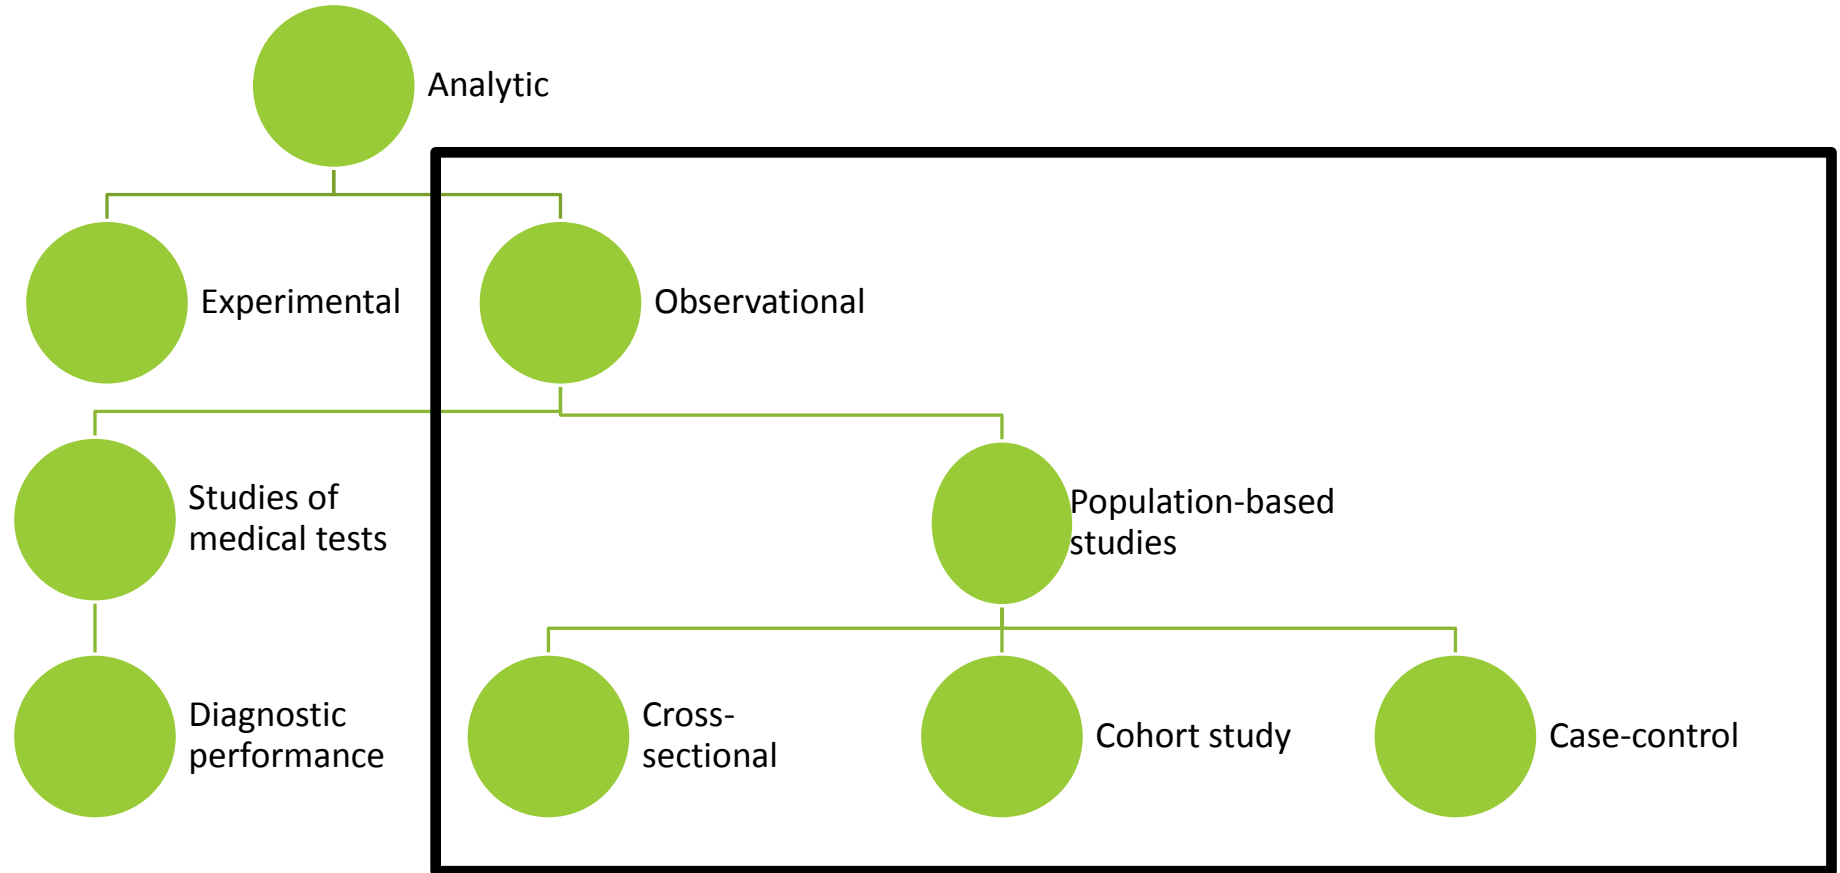 Analytic
Experimental
Observational
Studies of
medical tests
Population-based
studies
Diagnostic
performance
Cross-
sectional
Cohort study
Case-control